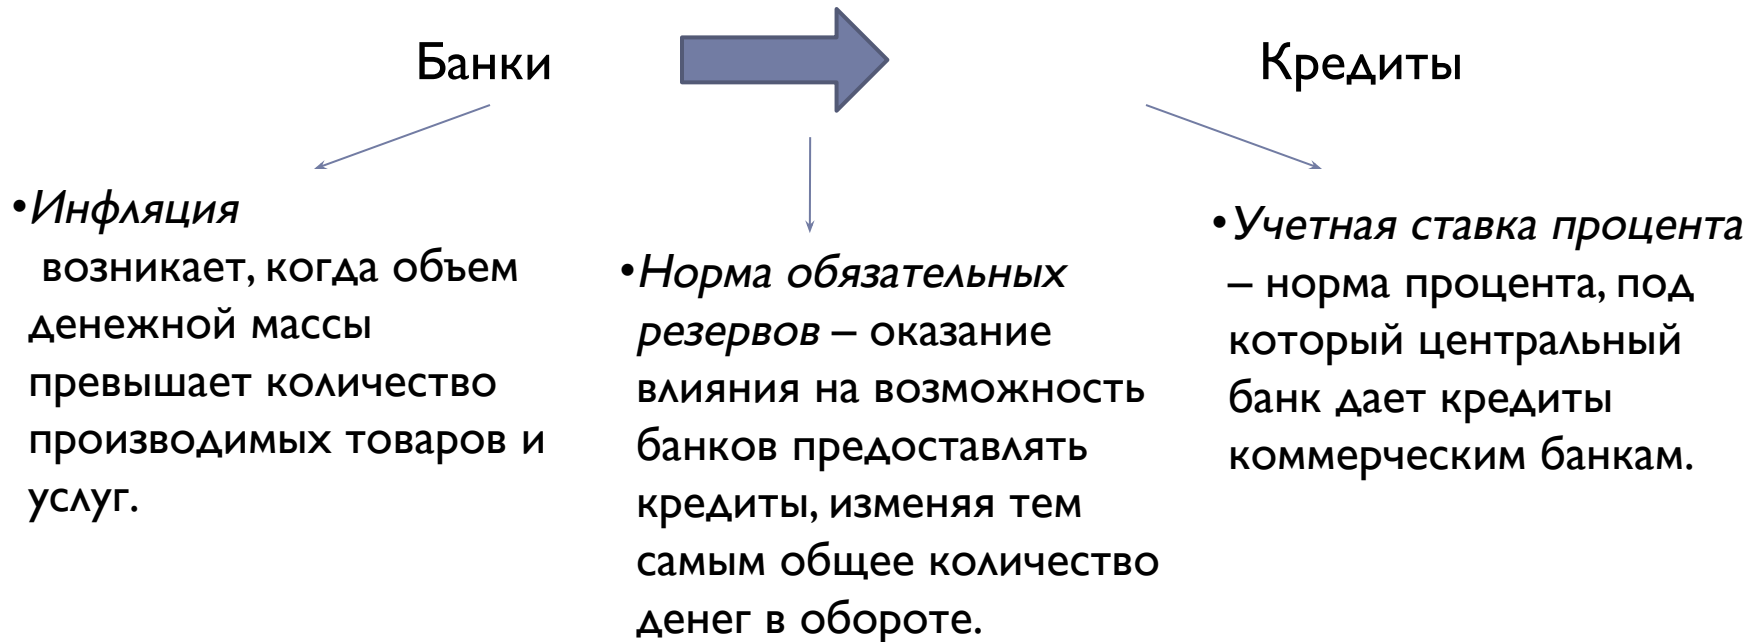 Банки
Кредиты
•Инфляция
возникает, когда объем
денежной массы
превышает количество
производимых товаров и
услуг.
•Норма обязательных
резервов – оказание
влияния на возможность
банков предоставлять
кредиты, изменяя тем
самым общее количество
денег в обороте.
•Учетная ставка процента
– норма процента, под
который центральный
банк дает кредиты
коммерческим банкам.